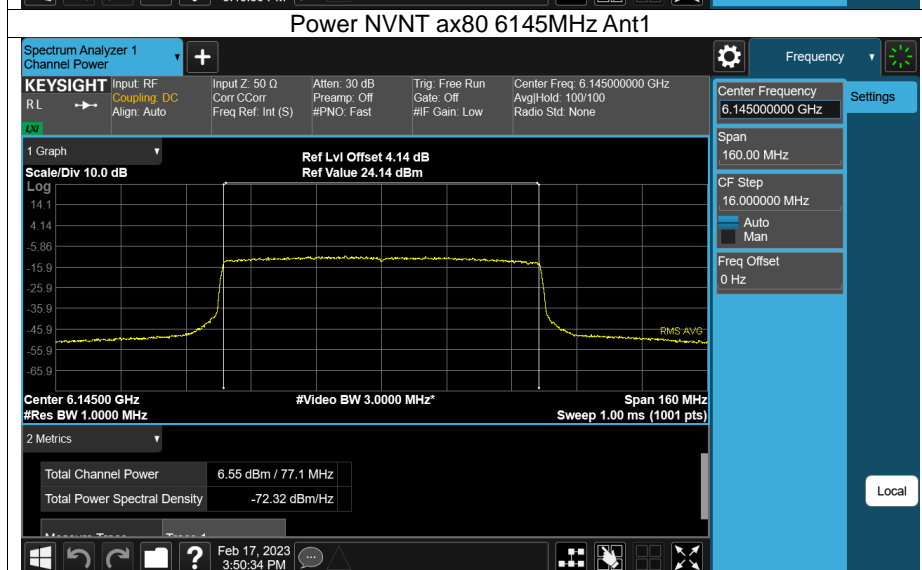 Power NVNT ax80 6145MHz Ant1
Spectrum Analyzer 1
Channel Power
+
Frequency
KEYSIGHT
RL
LXI
Input: RF
Coupling: DC
Align: Auto
Input Z: 50 Ω
Corr CCorr
Freq Ref: Int (S)
Atten: 30 dB
Preamp: Off
#PNO: Fast
Trig: Free Run
Gate: Off
#IF Gain: Low
Center Freq: 6.145000000 GHz
Avg|Hold: 100/100
Radio Std: None
Center Frequency
6.145000000 GHz
Settings
Span
160.00 MHz
CF Step
16.000000 MHz
Auto
Man
Freq Offset
0 Hz
Local
1 Graph
Scale/Div 10.0 dB
Ref Lvl Offset 4.14 dB
Ref Value 24.14 dBm
Log
14.1
4.14
-5.86
-15.9
-25.9
-35.9
-45.9
-55.9
-65.9
RMS AVG
Center 6.14500 GHz
#Video BW 3.0000 MHz*
Span 160 MHz
#Res BW 1.0000 MHz
Sweep 1.00 ms (1001 pts)
2 Metrics
Total Channel Power 6.55 dBm / 77.1 MHz
Total Power Spectral Density -72.32 dBm/Hz
?
Feb 17, 2023
3:50:34 PM